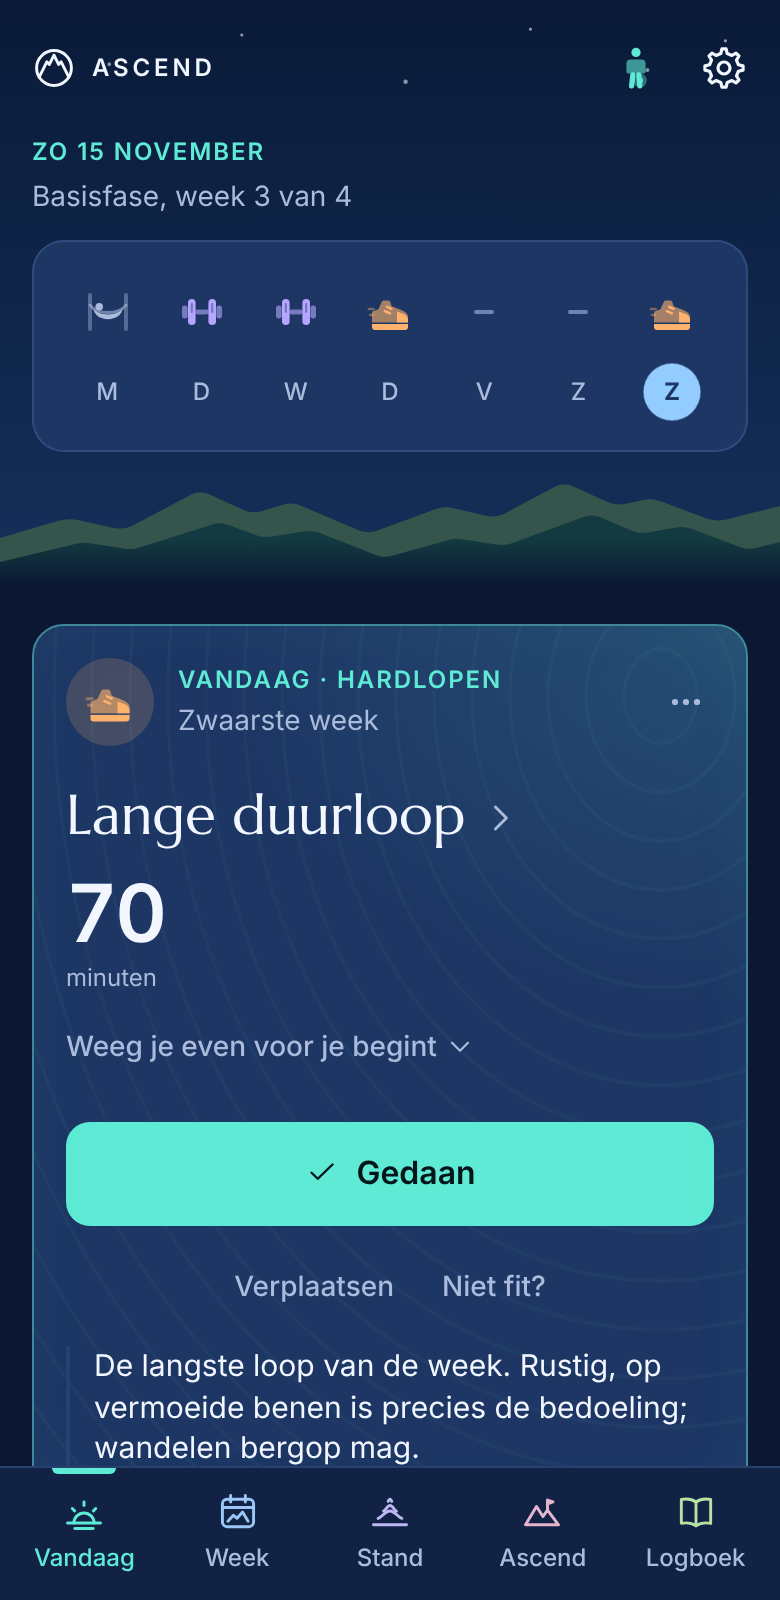 ASCEND
ZO 15 NOVEMBER
Basisfase, week 3 van 4
M D W D V Z Z
VANDAAG · HARDLOPEN
Zwaarste week
Lange duurloop
70
minuten
Weeg je even voor je begint
Gedaan
Verplaatsen Niet fit?
De langste loop van de week. Rustig, op
vermoeide benen is precies de bedoeling;
wandelen bergop mag.
Vandaag Week Stand Ascend Logboek